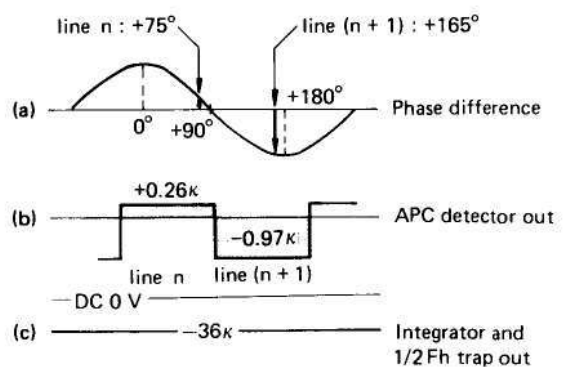 line n : +75°
line (n + 1) : +165°
+180°
(a)
Phase difference
0°
+90°
+0.26κ
(b)
APC detector out
−0.97κ
line n
line (n + 1)
DC 0 V
(c)
−36κ
Integrator and
1/2 Fh trap out